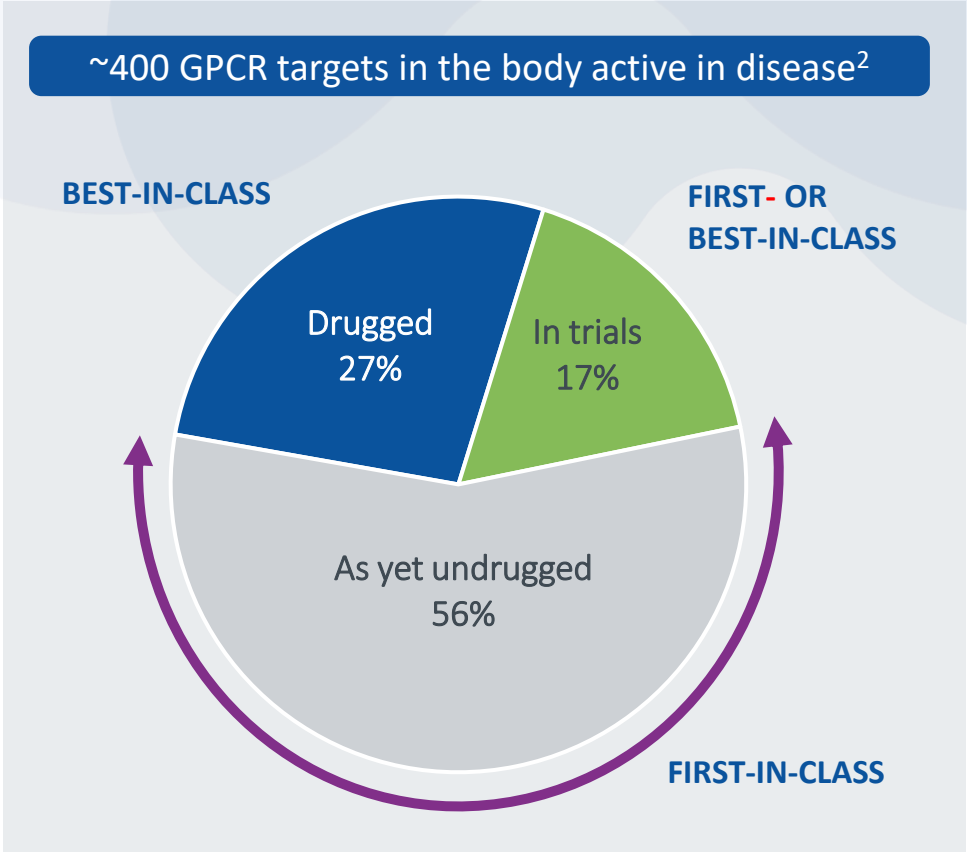 ~400 GPCR targets in the body active in disease²
BEST-IN-CLASS
FIRST- OR
BEST-IN-CLASS
Drugged
27%
In trials
17%
As yet undrugged
56%
FIRST-IN-CLASS